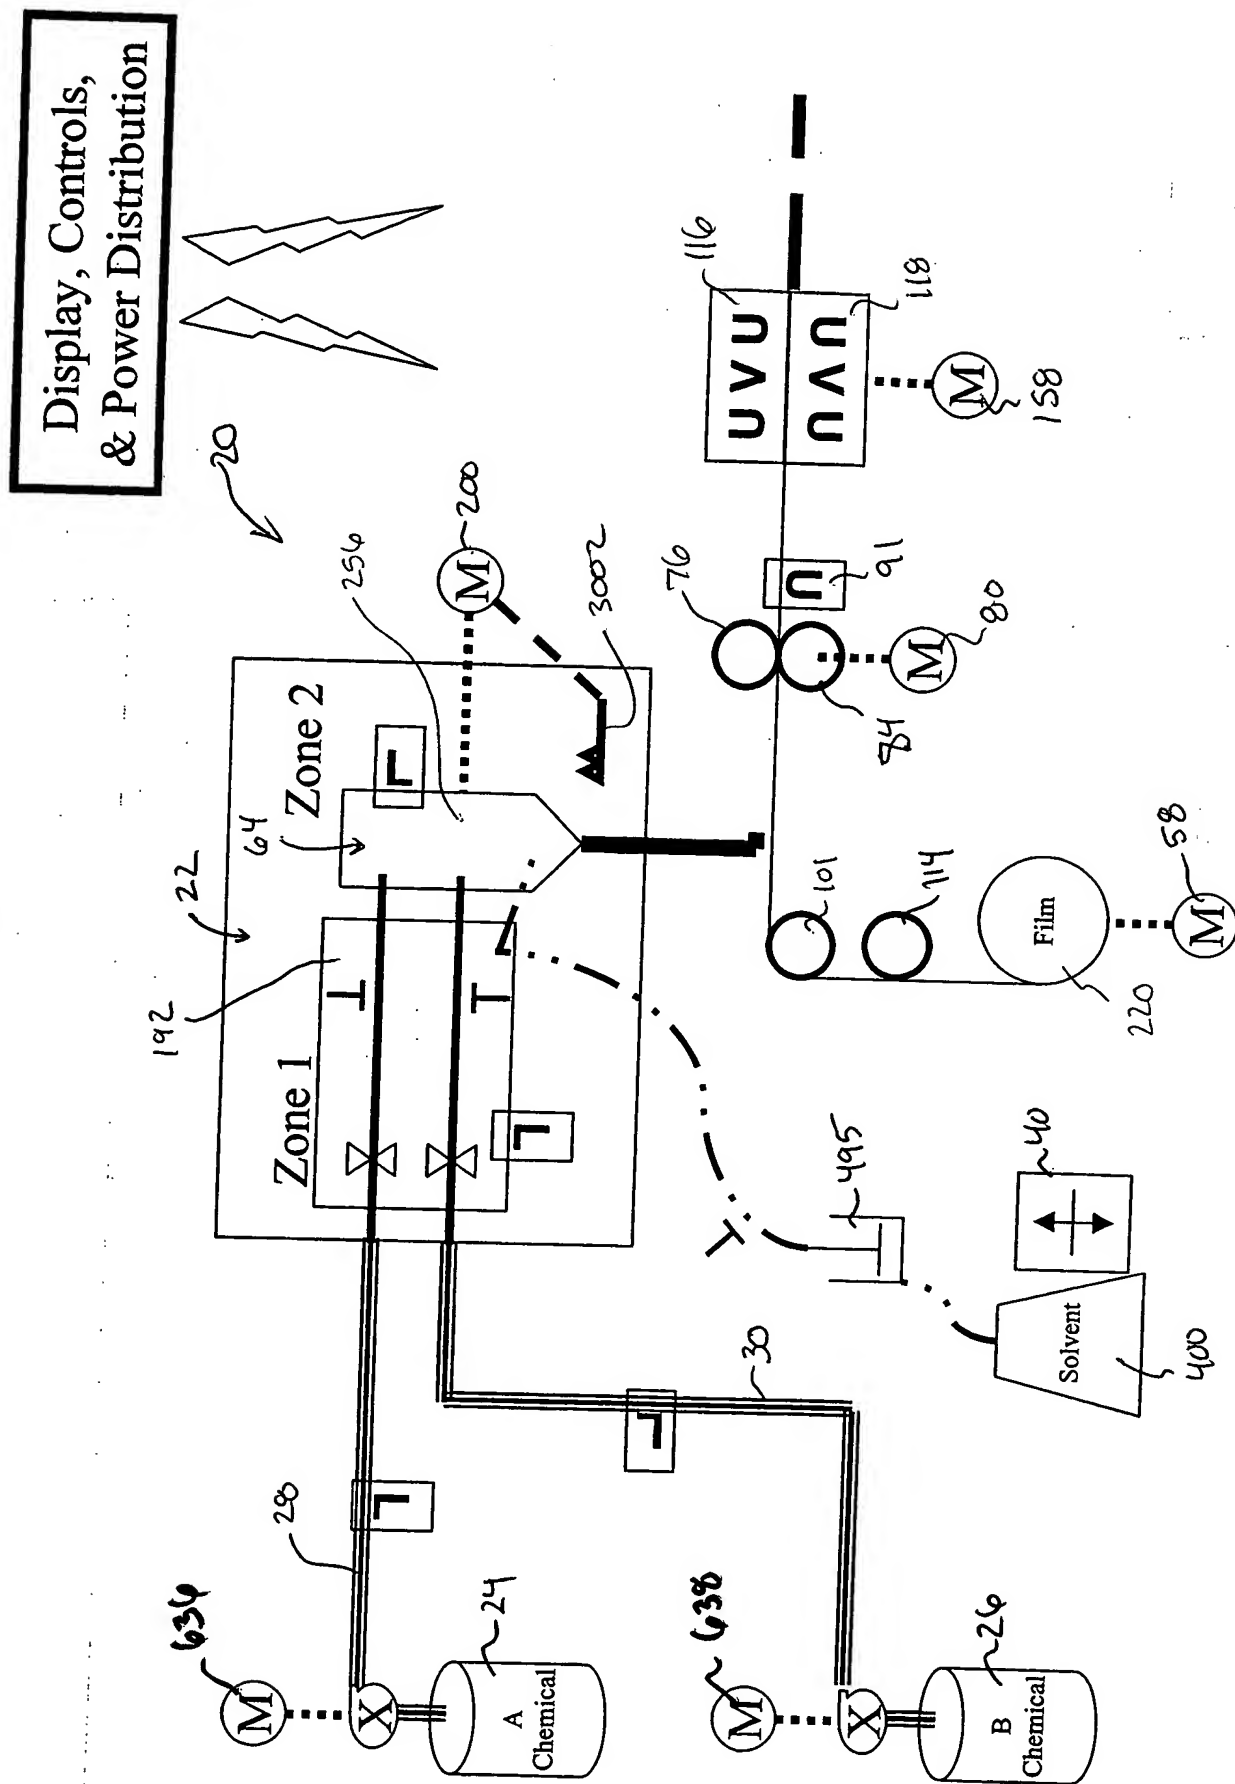 Display, Controls,
& Power Distribution
20
22
64
Zone 2
256
M
200
3002
192
Zone 1
116
U V U
U V U
118
M
158
76
U
91
84
M
80
101
114
Film
220
M
58
495
40
Solvent
400
28
30
636
M
X
24
A
Chemical
638
M
X
26
B
Chemical